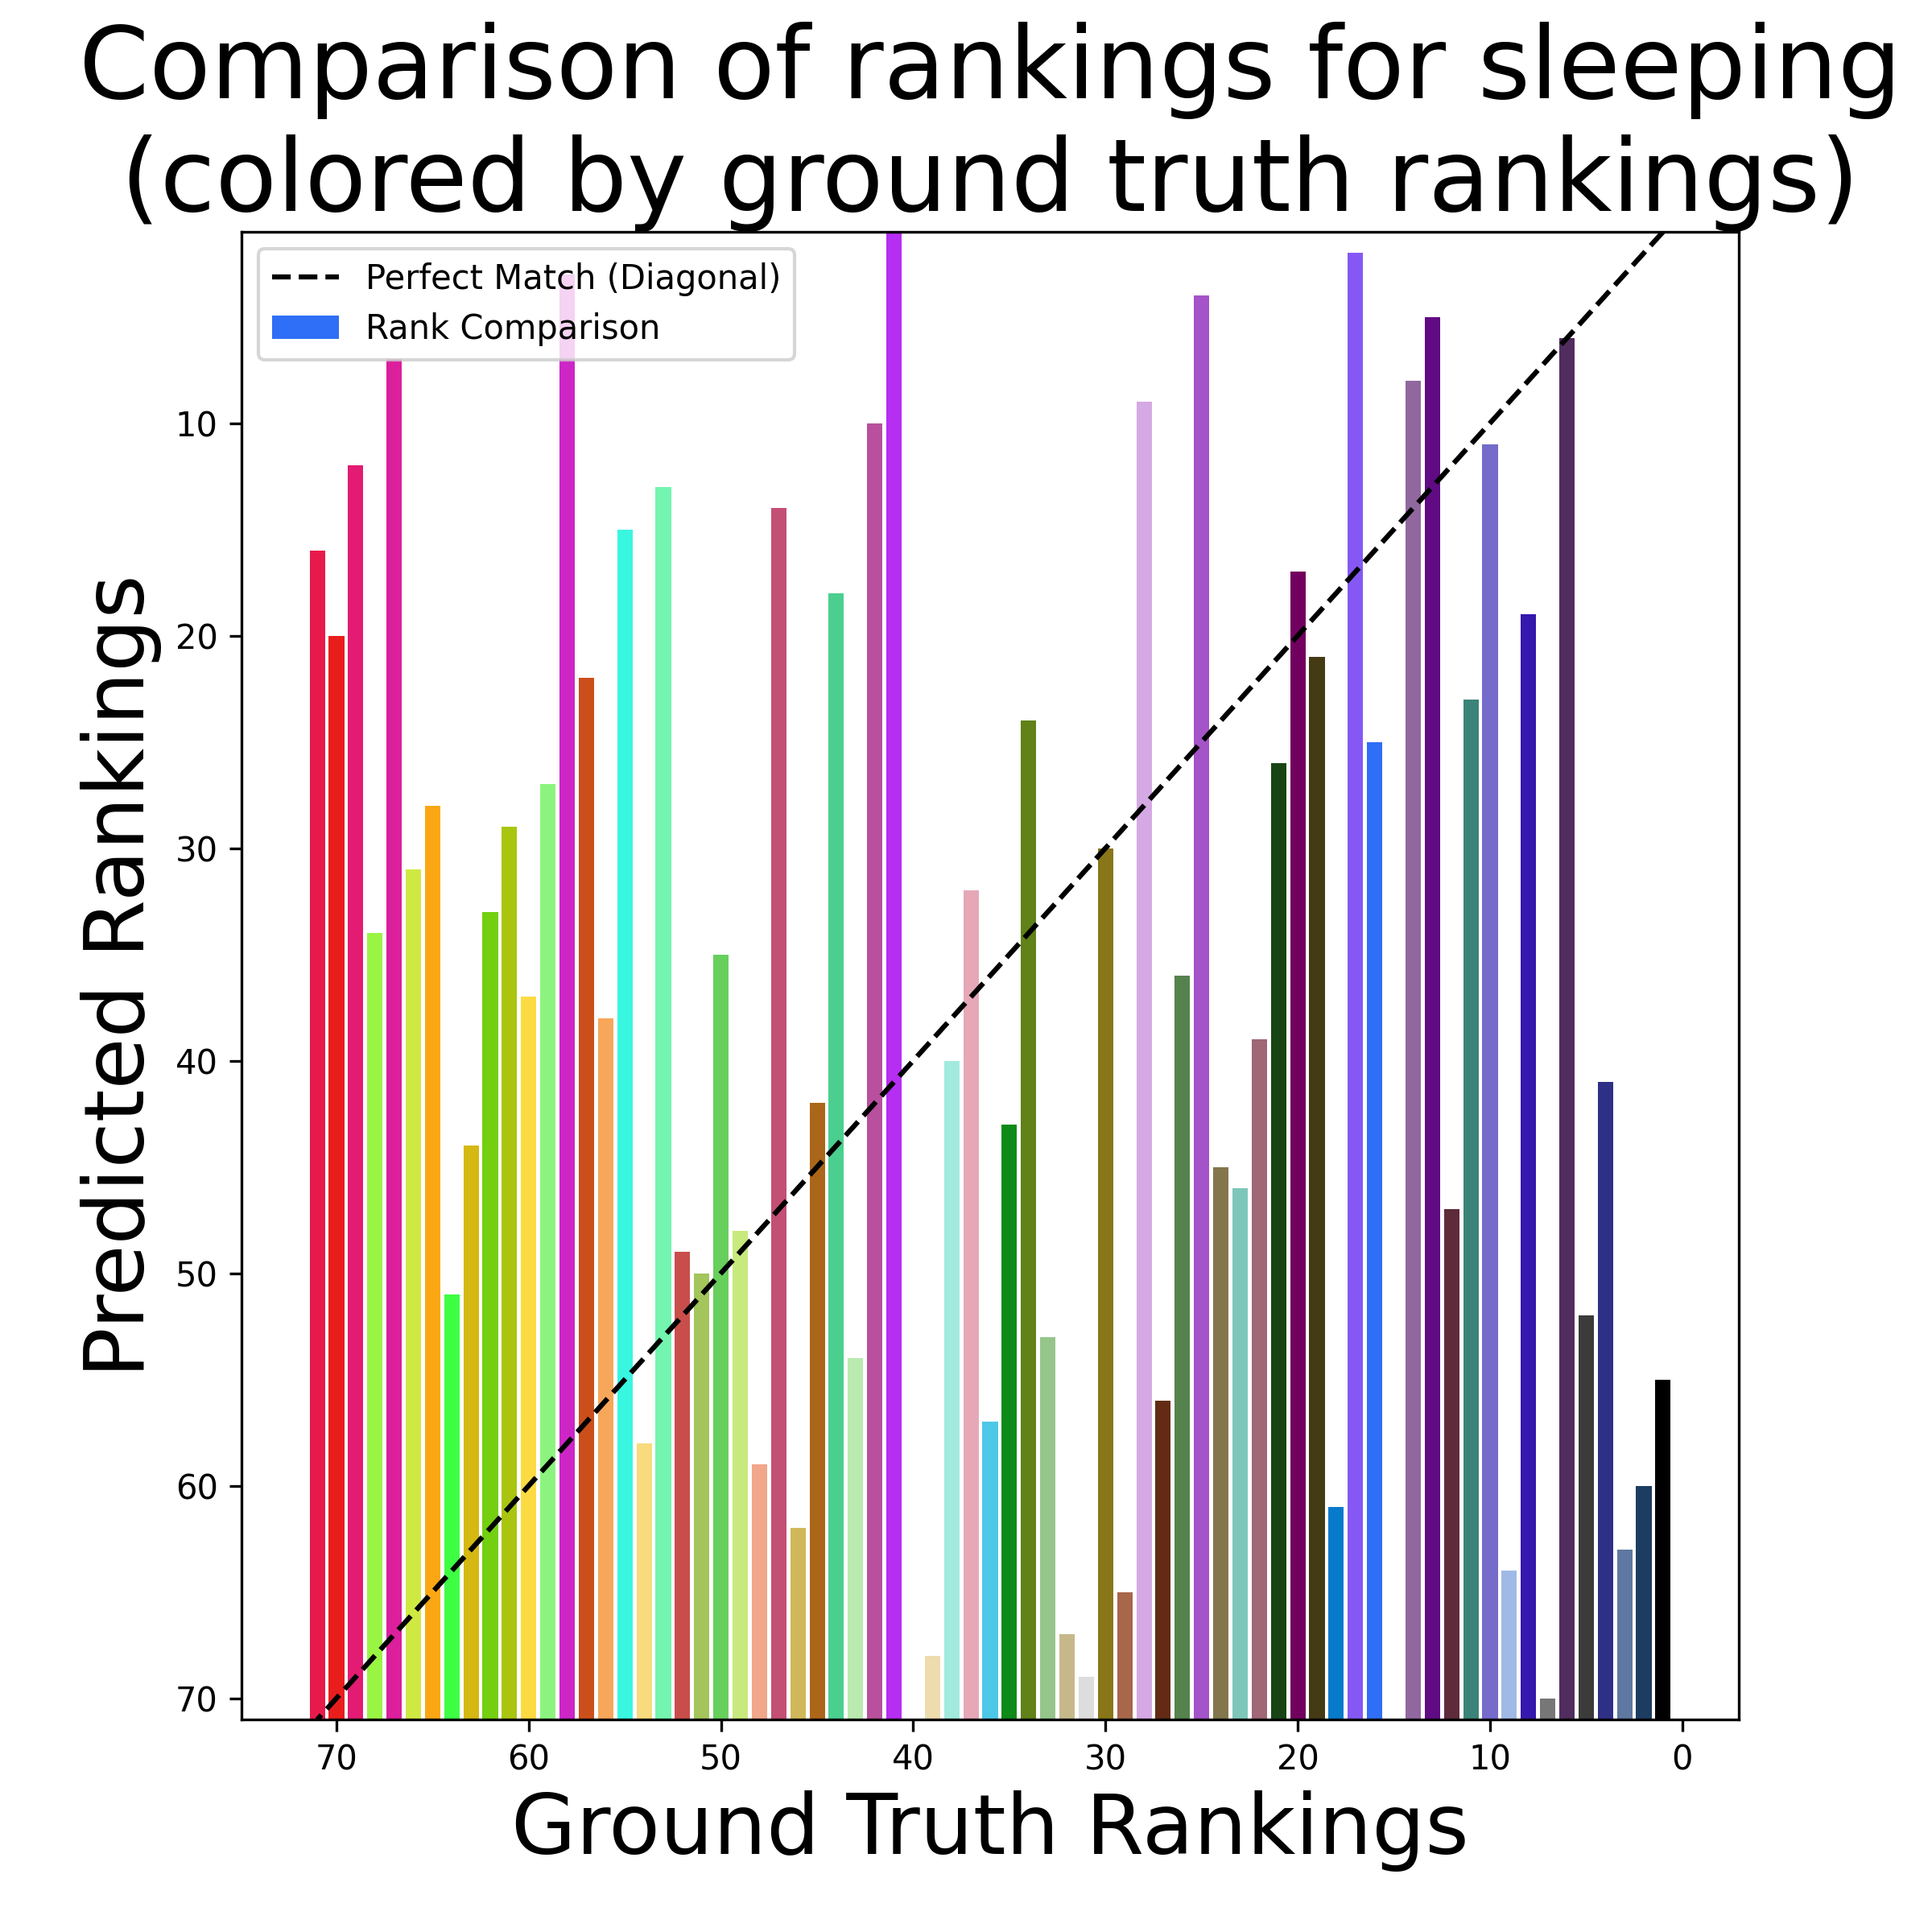 Comparison of rankings for sleeping
(colored by ground truth rankings)
Perfect Match (Diagonal)
Rank Comparison
Predicted Rankings
10
20
30
40
50
60
70
70 60 50 40 30 20 10 0
Ground Truth Rankings